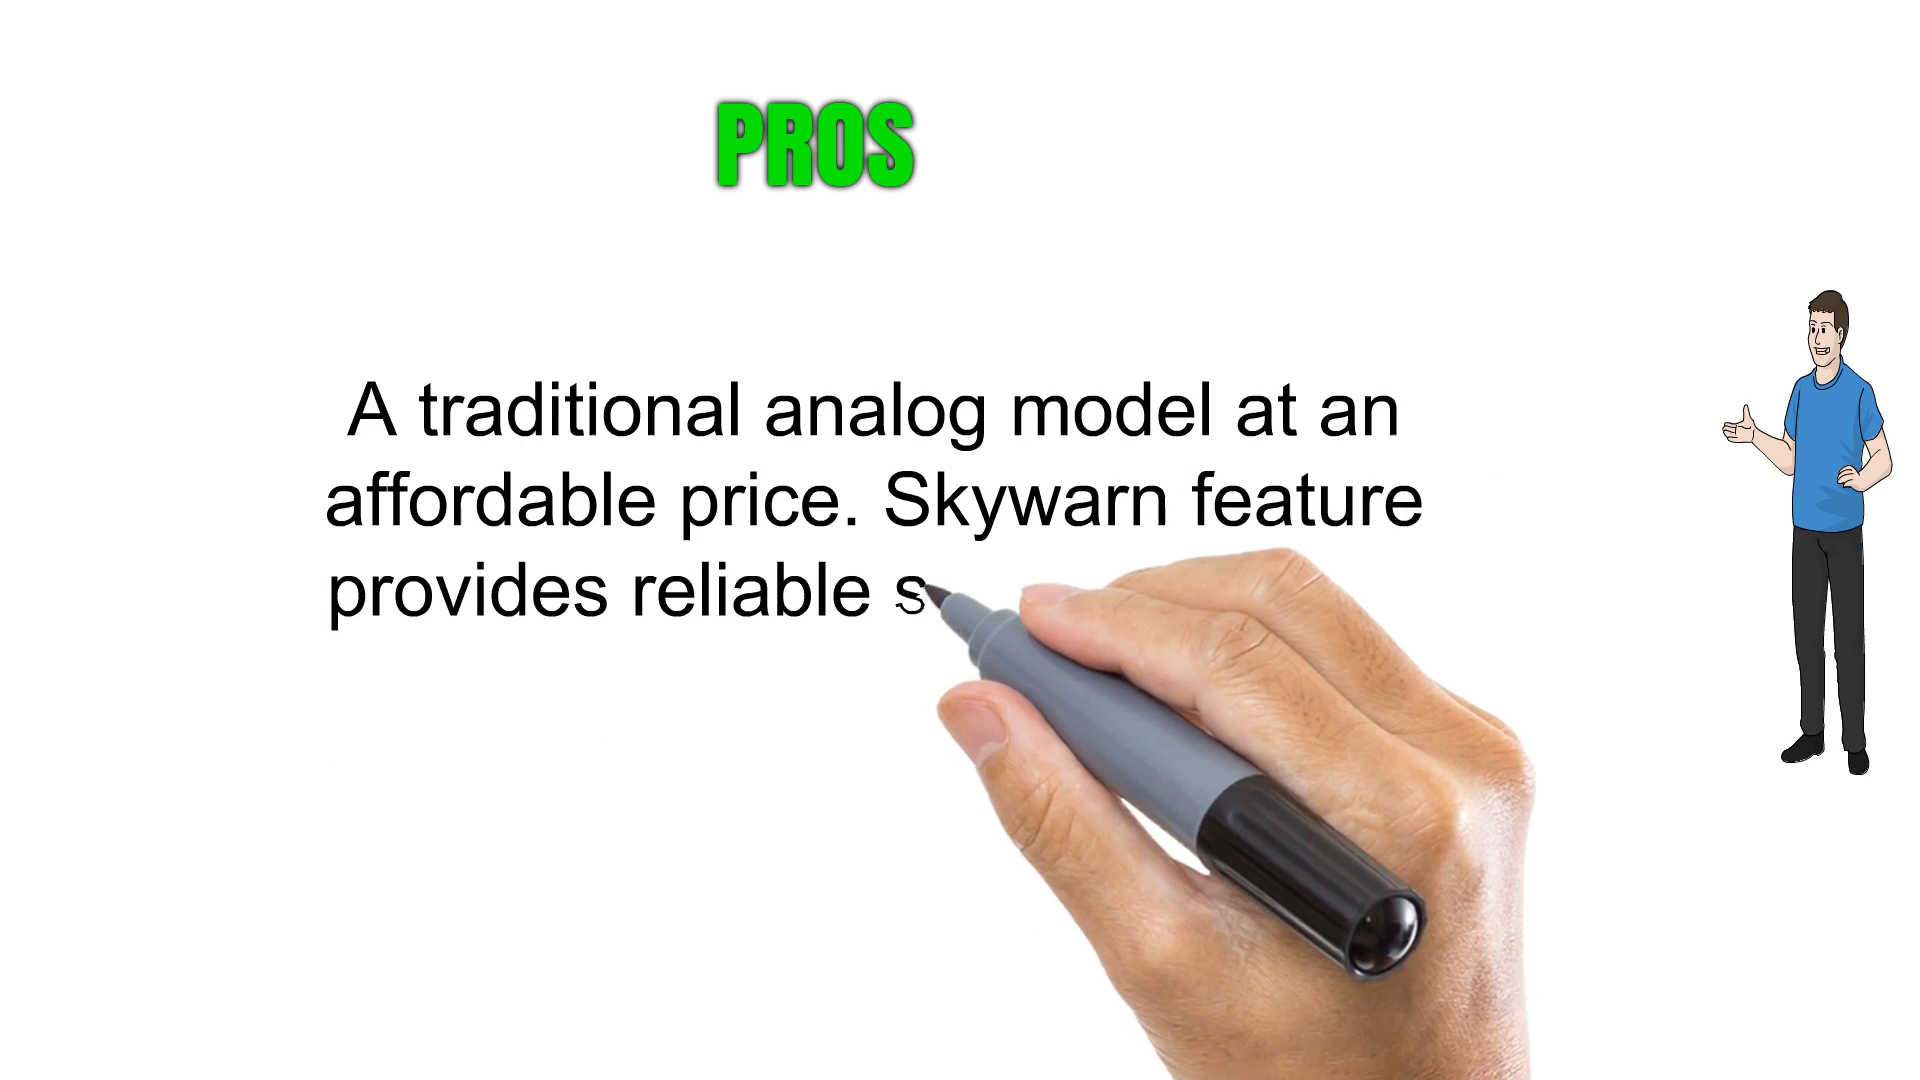 PROS
A traditional analog model at an
affordable price. Skywarn feature
provides reliable s